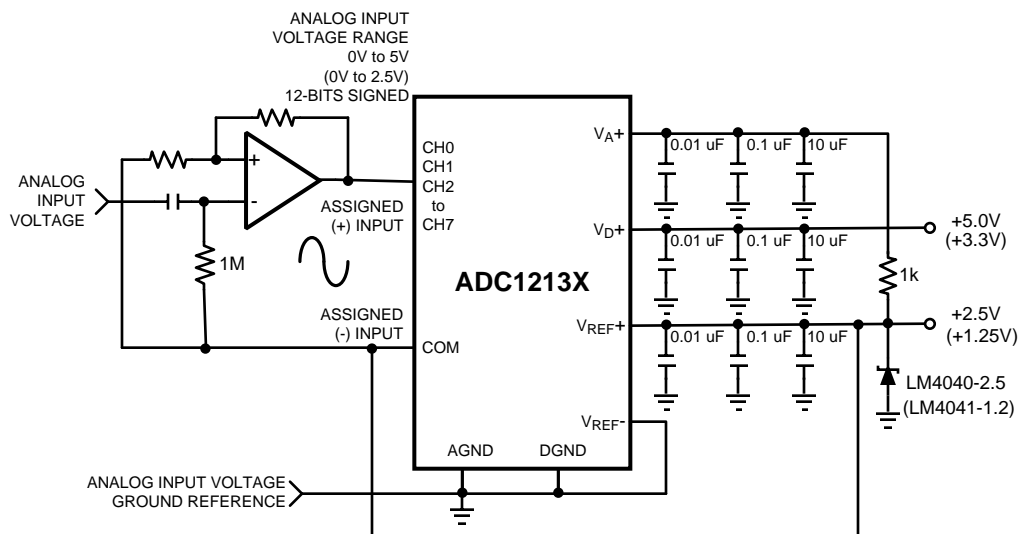 ANALOG INPUT
VOLTAGE RANGE
0V to 5V
(0V to 2.5V)
12-BITS SIGNED
+
-
ANALOG
INPUT
VOLTAGE
1M
ASSIGNED
(+) INPUT
ASSIGNED
(-) INPUT
CH0
CH1
CH2
to
CH7
COM
ADC1213X
VA+
VD+
VREF+
VREF-
AGND
DGND
0.01 uF
0.1 uF
10 uF
0.01 uF
0.1 uF
10 uF
0.01 uF
0.1 uF
10 uF
+5.0V
(+3.3V)
1k
+2.5V
(+1.25V)
LM4040-2.5
(LM4041-1.2)
ANALOG INPUT VOLTAGE
GROUND REFERENCE